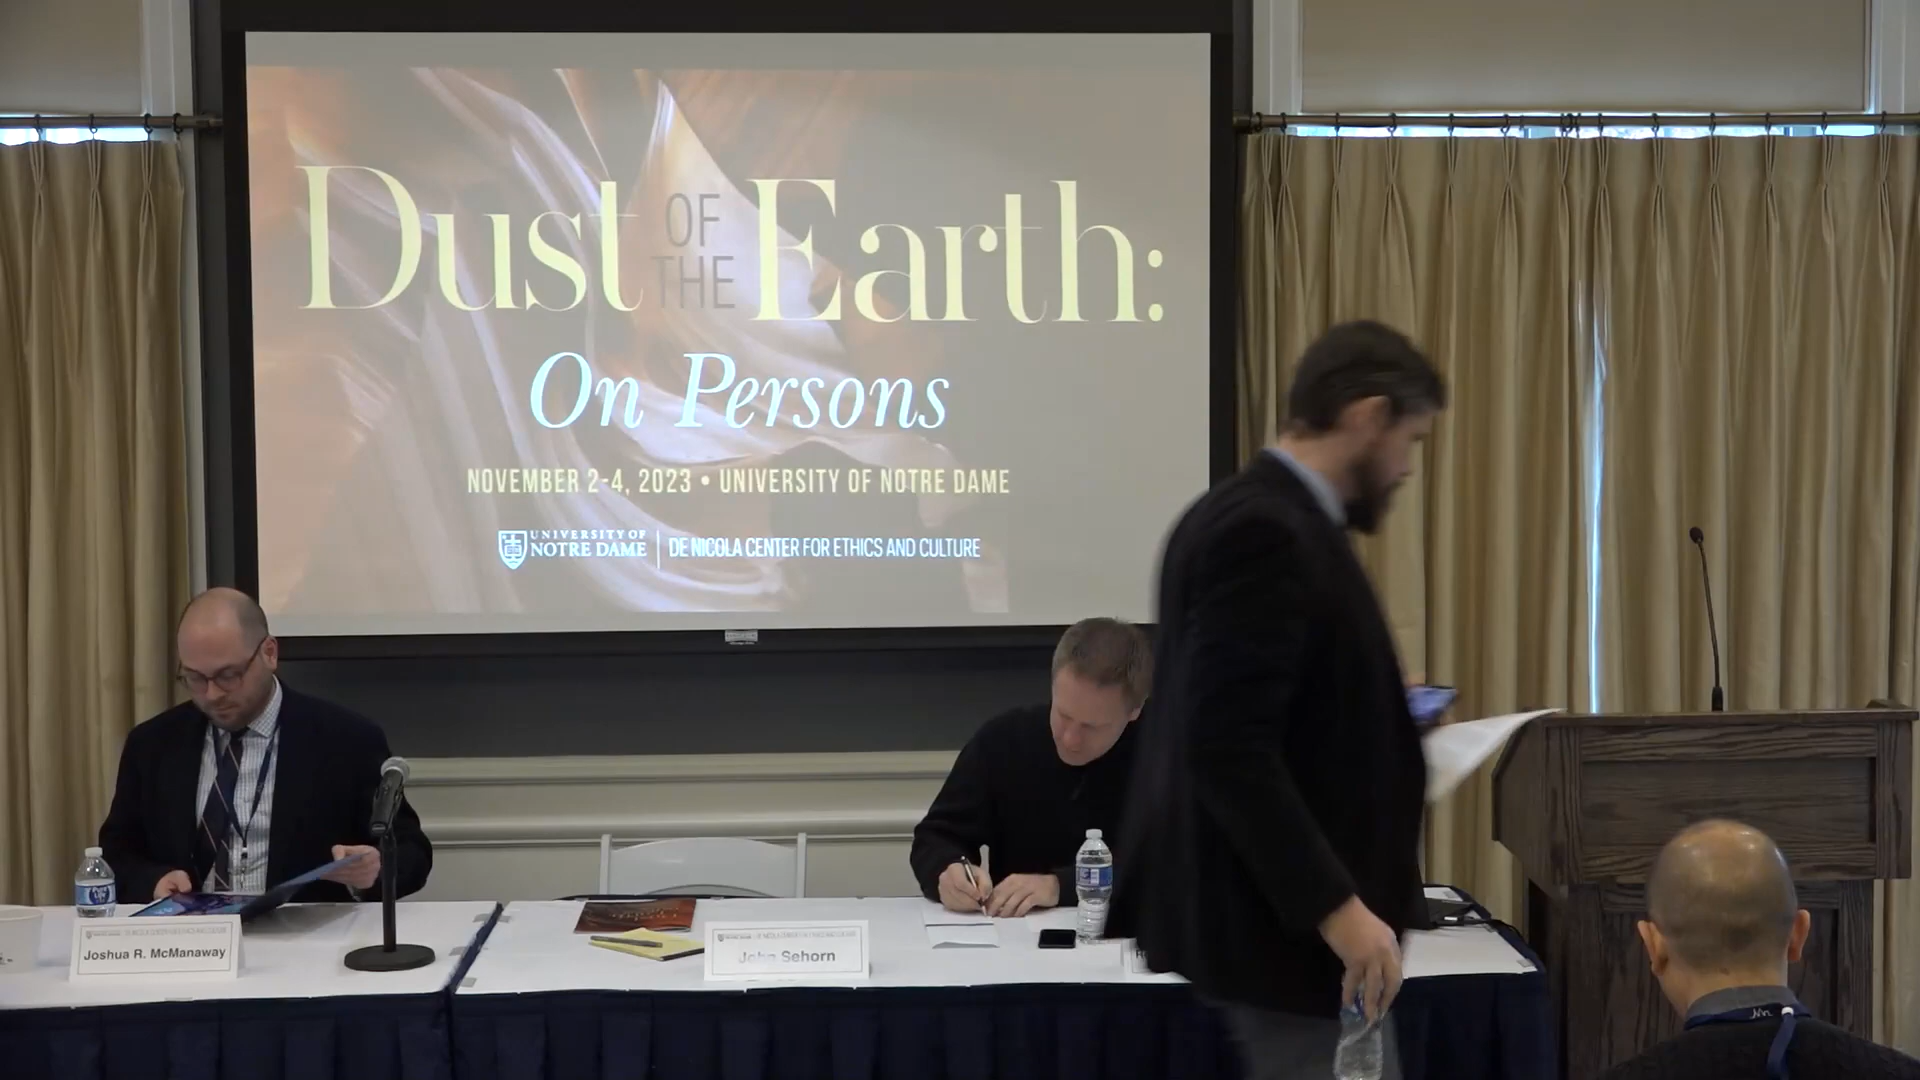 Dust OF THE Earth:
On Persons
NOVEMBER 2-4, 2023 • UNIVERSITY OF NOTRE DAME
UNIVERSITY OF NOTRE DAME | DE NICOLA CENTER FOR ETHICS AND CULTURE
Joshua R. McManaway
John Sehorn